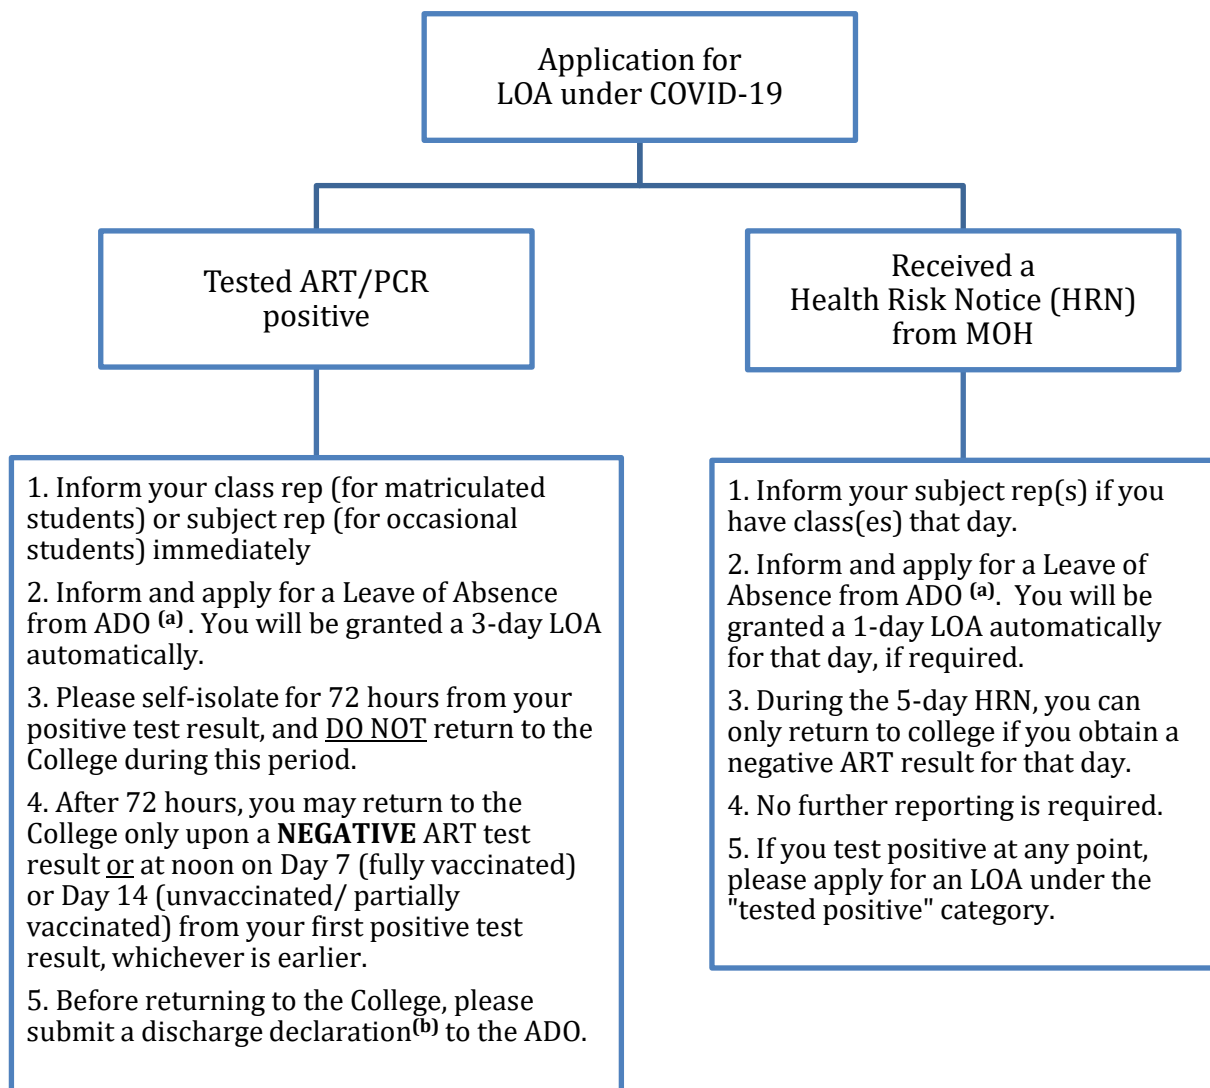 Application for
LOA under COVID-19
Tested ART/PCR
positive
Received a
Health Risk Notice (HRN)
from MOH
1. Inform your class rep (for matriculated
students) or subject rep (for occasional
students) immediately
2. Inform and apply for a Leave of Absence
from ADO (a) . You will be granted a 3-day LOA
automatically.
3. Please self-isolate for 72 hours from your
positive test result, and DO NOT return to the
College during this period.
4. After 72 hours, you may return to the
College only upon a NEGATIVE ART test
result or at noon on Day 7 (fully vaccinated)
or Day 14 (unvaccinated/ partially
vaccinated) from your first positive test
result, whichever is earlier.
5. Before returning to the College, please
submit a discharge declaration(b) to the ADO.
1. Inform your subject rep(s) if you
have class(es) that day.
2. Inform and apply for a Leave of
Absence from ADO (a).  You will be
granted a 1-day LOA automatically
for that day, if required.
3. During the 5-day HRN, you can
only return to college if you obtain a
negative ART result for that day.
4. No further reporting is required.
5. If you test positive at any point,
please apply for an LOA under the
"tested positive" category.